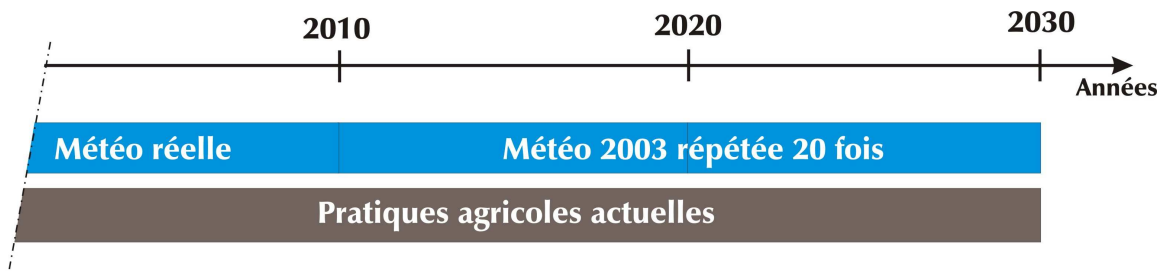 2010 2020 2030
Années
Météo réelle Météo 2003 répétée 20 fois
Pratiques agricoles actuelles